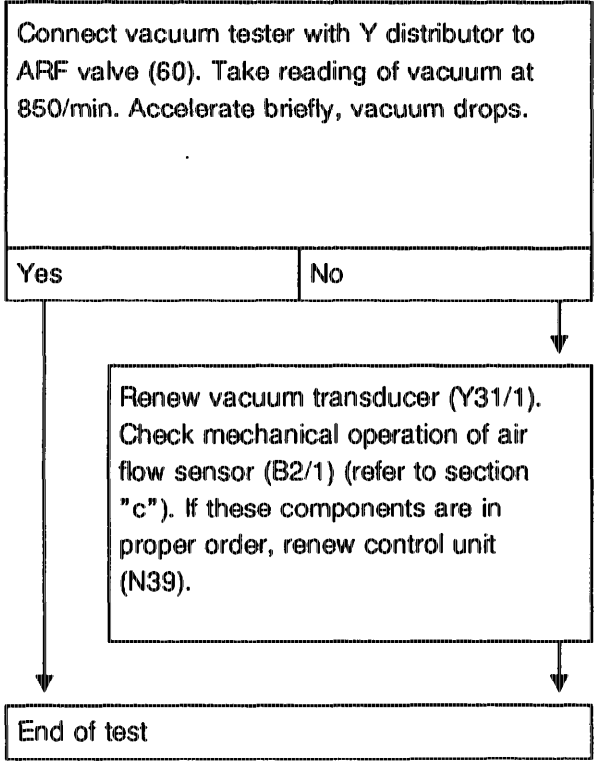 Connect vacuum tester with Y distributor to
ARF valve (60). Take reading of vacuum at
850/min. Accelerate briefly, vacuum drops.
Yes
No
Renew vacuum transducer (Y31/1).
Check mechanical operation of air
flow sensor (B2/1) (refer to section
"c"). If these components are in
proper order, renew control unit
(N39).
End of test